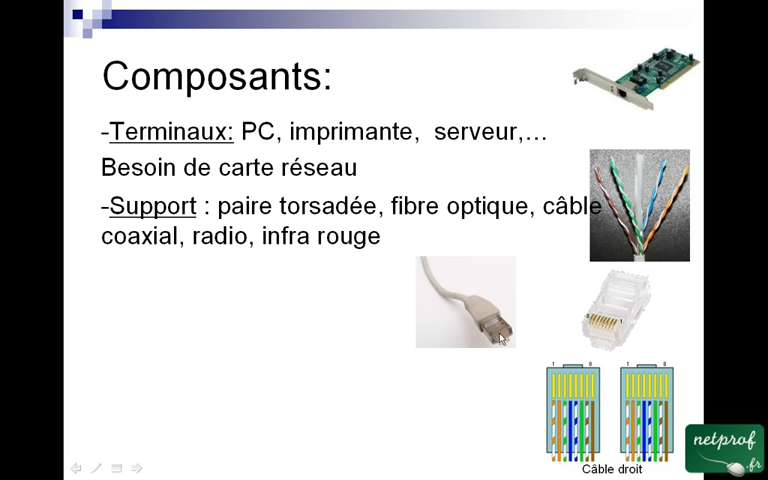 Composants:
-Terminaux: PC, imprimante, serveur,...
Besoin de carte réseau
-Support : paire torsadée, fibre optique, câble
coaxial, radio, infra rouge
Câble droit
netprof
.fr